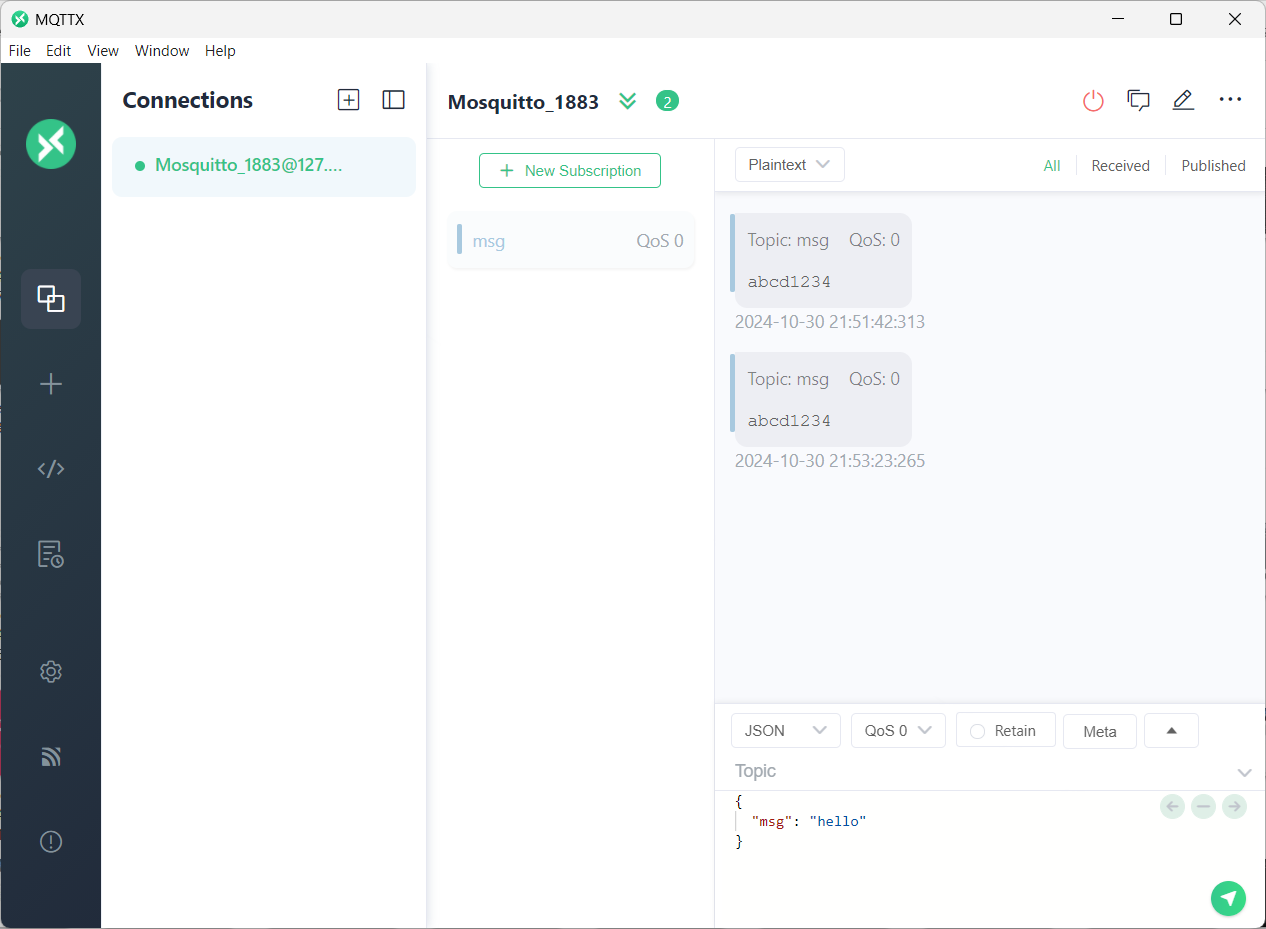 MQTTX
File Edit View Window Help
Connections
Mosquitto_1883@127....
Mosquitto_1883 2
New Subscription
msg QoS 0
Plaintext
All Received Published
Topic: msg QoS: 0
abcd1234
2024-10-30 21:51:42:313
Topic: msg QoS: 0
abcd1234
2024-10-30 21:53:23:265
JSON QoS 0 Retain Meta
Topic
{
"msg": "hello"
}